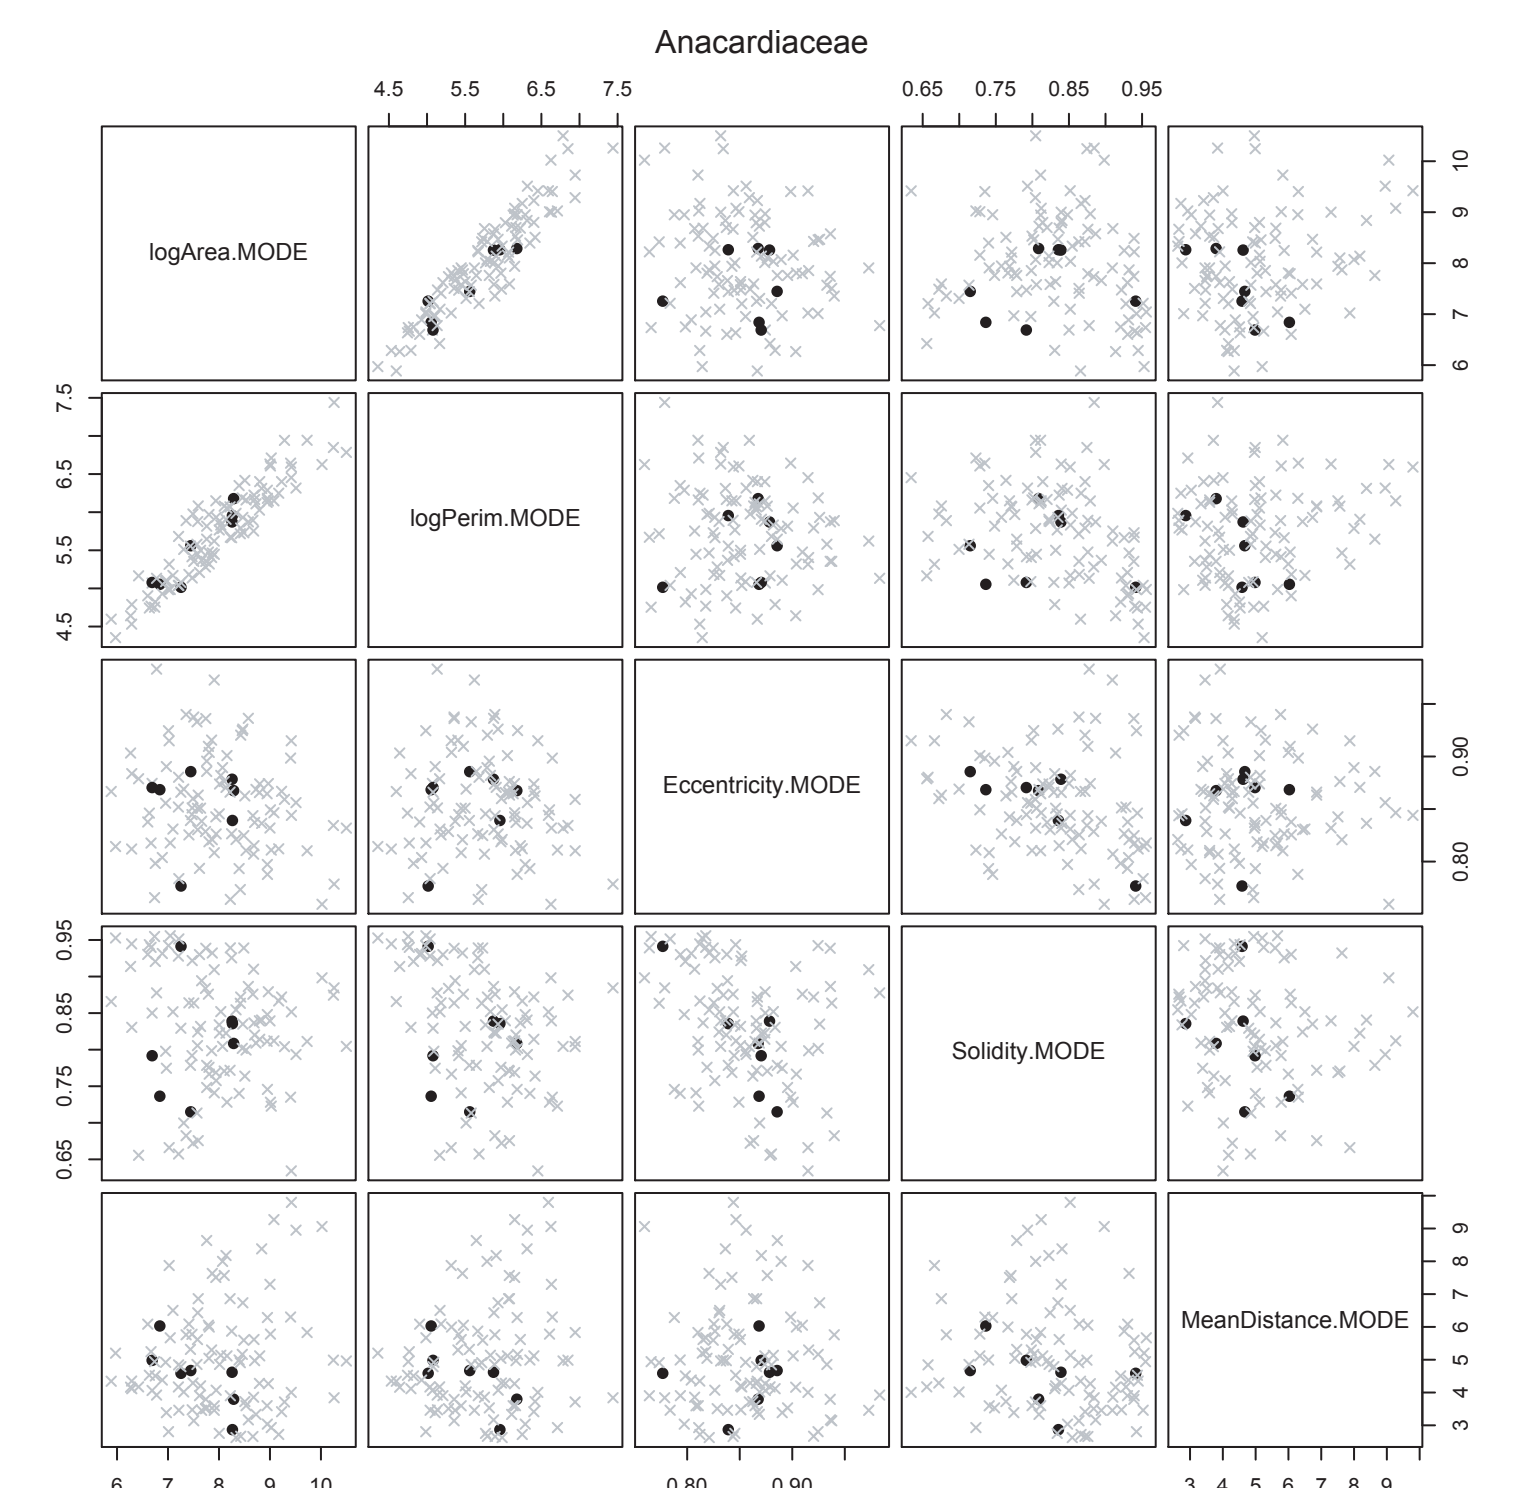 Anacardiaceae
4.5 5.5 6.5 7.5
0.65 0.75 0.85 0.95
logArea.MODE
6 7 8 9 10
4.5 5.5 6.5 7.5
logPerim.MODE
Eccentricity.MODE
0.80 0.90
0.65 0.75 0.85 0.95
Solidity.MODE
MeanDistance.MODE
3 4 5 6 7 8 9
6 7 8 9 10
0.80 0.90
3 4 5 6 7 8 9